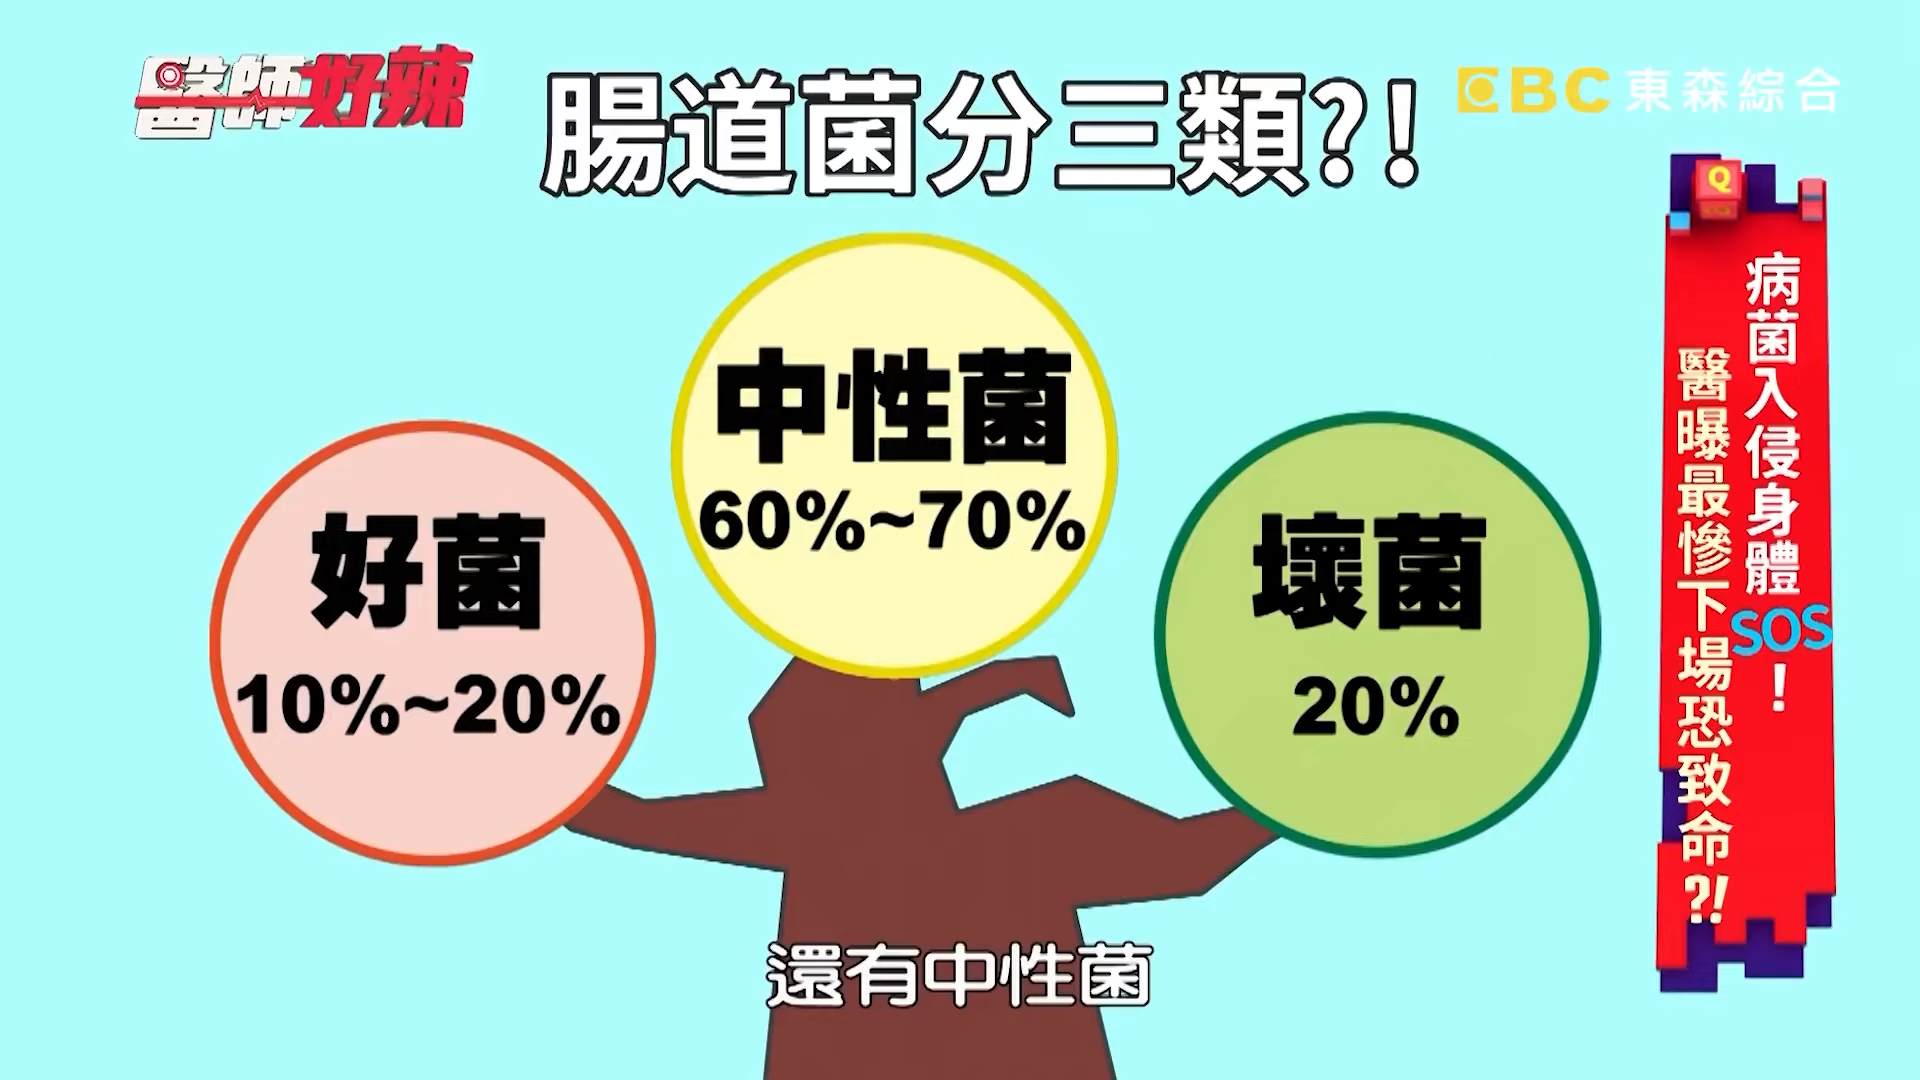 醫師好辣
腸道菌分三類?!
EBC 東森綜合
Q
病菌入侵身體SOS!
醫曝最慘下場恐致命?!
中性菌
60%~70%
好菌
10%~20%
壞菌
20%
還有中性菌